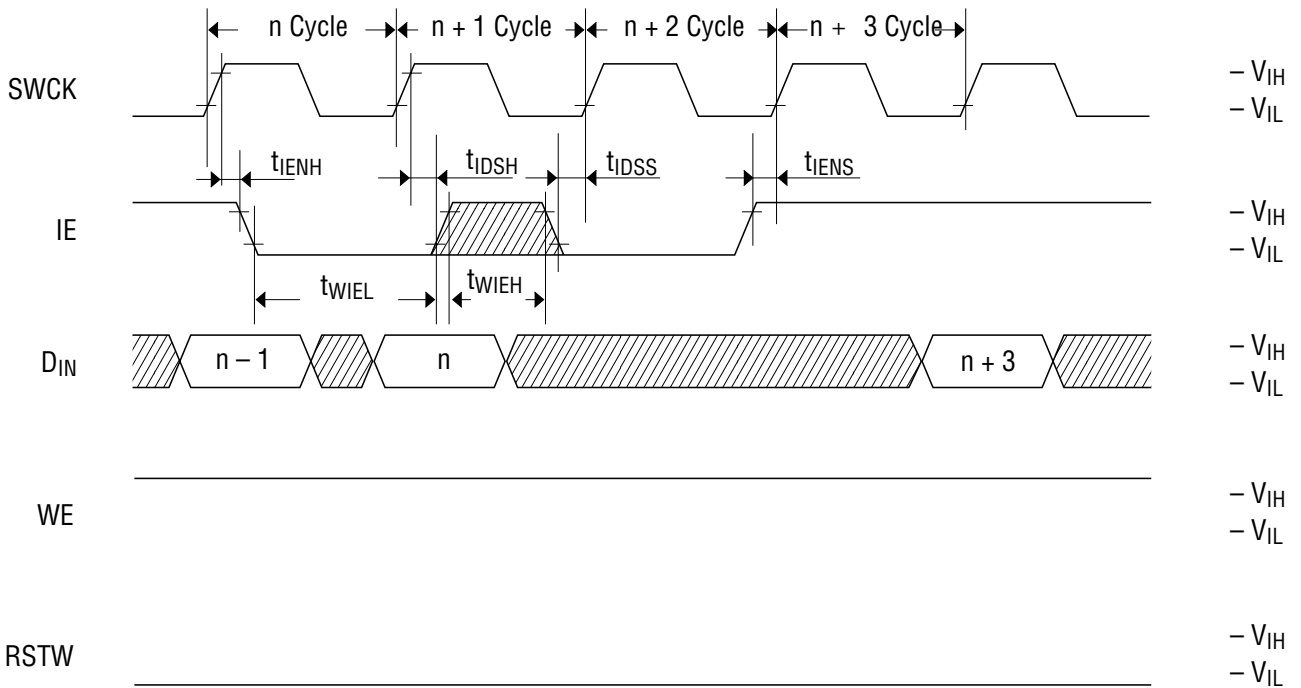 n Cycle n + 1 Cycle n + 2 Cycle n + 3 Cycle
SWCK
– VIH
– VIL
tIENH tIDSH tIDSS tIENS
IE
– VIH
– VIL
tWIEL tWIEH
DIN
n – 1 n n + 3
– VIH
– VIL
WE
– VIH
– VIL
RSTW
– VIH
– VIL